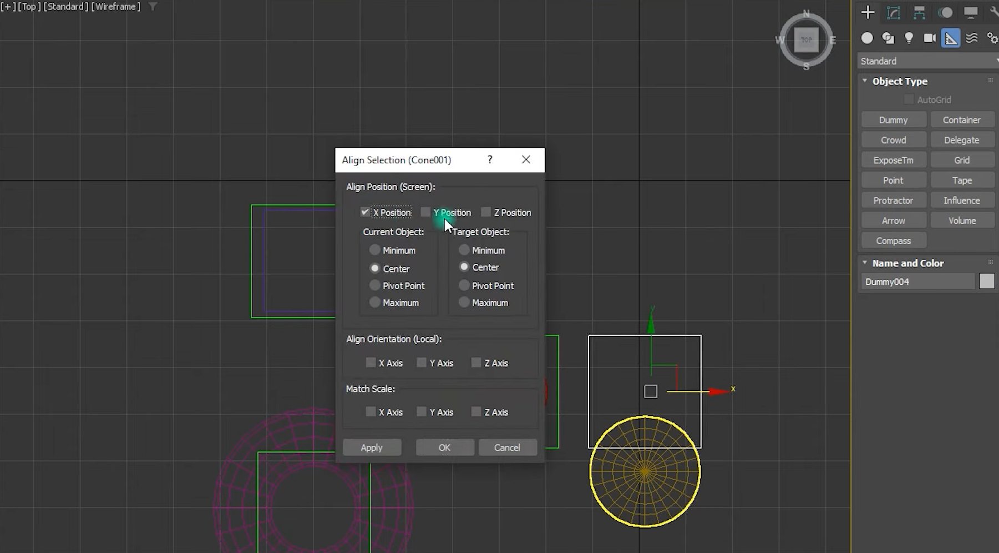 [+] [Top] [Standard] [Wireframe]
N
W TOP E
S
Standard
Object Type
AutoGrid
Dummy Container
Crowd Delegate
ExposeTm Grid
Point Tape
Protractor Influence
Arrow Volume
Compass
Name and Color
Dummy004
Align Selection (Cone001) ?
Align Position (Screen):
X Position Y Position Z Position
Current Object: Target Object:
Minimum Minimum
Center Center
Pivot Point Pivot Point
Maximum Maximum
Align Orientation (Local):
X Axis Y Axis Z Axis
Match Scale:
X Axis Y Axis Z Axis
Apply OK Cancel
y
x